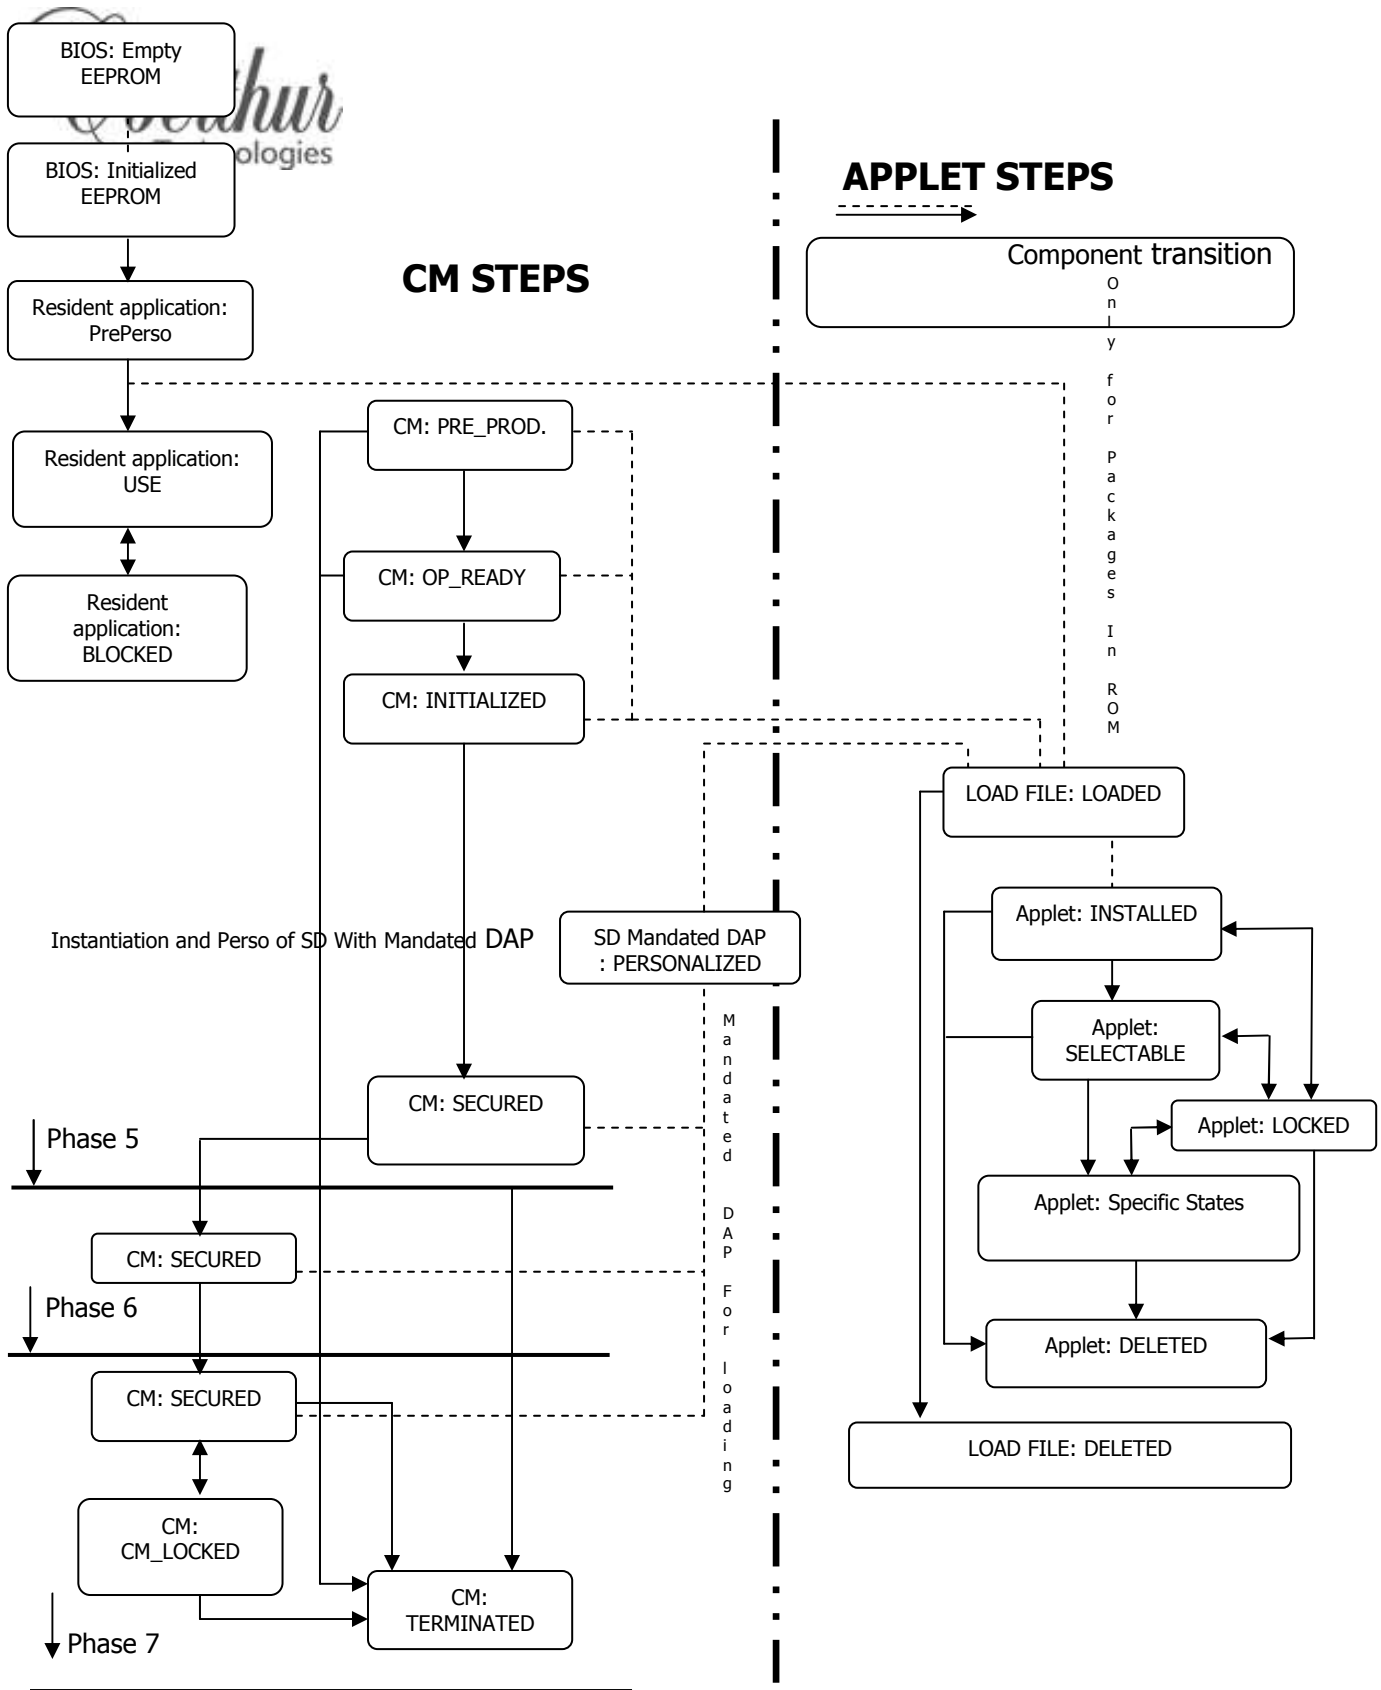 BIOS: Empty
EEPROM
ologies
BIOS: Initialized
EEPROM
APPLET STEPS
Component transition
CM STEPS
Resident application:
PrePerso
Only for Packages In ROM
CM: PRE_PROD.
Resident application:
USE
CM: OP_READY
Resident
application:
BLOCKED
CM: INITIALIZED
LOAD FILE: LOADED
Applet: INSTALLED
Instantiation and Perso of SD With Mandated DAP
SD Mandated DAP
: PERSONALIZED
Mandated DAP For loading
Applet:
SELECTABLE
CM: SECURED
Applet: LOCKED
Phase 5
Applet: Specific States
CM: SECURED
Phase 6
Applet: DELETED
CM: SECURED
LOAD FILE: DELETED
CM:
CM_LOCKED
CM:
TERMINATED
Phase 7